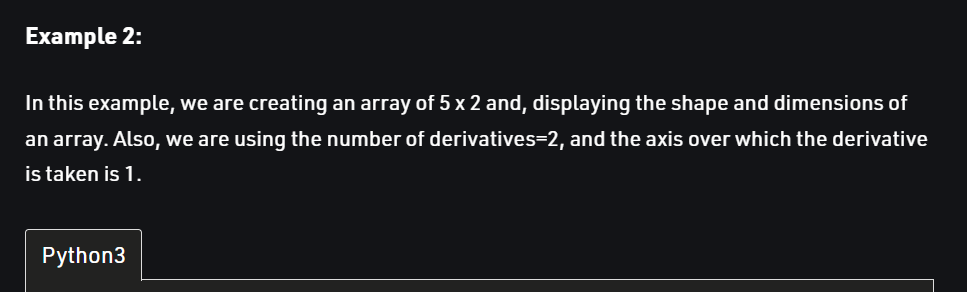 Example 2:
In this example, we are creating an array of 5 x 2 and, displaying the shape and dimensions of
an array. Also, we are using the number of derivatives=2, and the axis over which the derivative
is taken is 1.
Python3